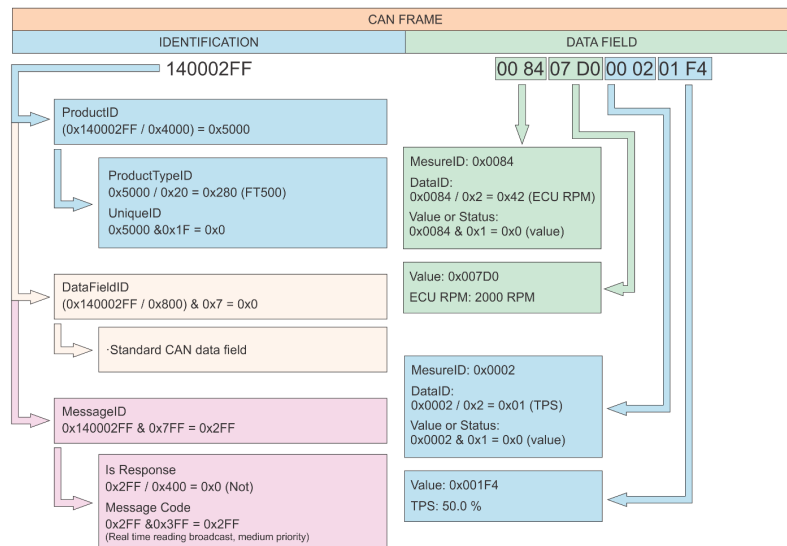 CAN FRAME
IDENTIFICATION
DATA FIELD
140002FF
00 84 07 D0 00 02 01 F4
ProductID
(0x140002FF / 0x4000) = 0x5000
ProductTypeID
0x5000 / 0x20 = 0x280 (FT500)
UniqueID
0x5000 &0x1F = 0x0
DataFieldID
(0x140002FF / 0x800) & 0x7 = 0x0
·Standard CAN data field
MessageID
0x140002FF & 0x7FF = 0x2FF
Is Response
0x2FF / 0x400 = 0x0 (Not)
Message Code
0x2FF &0x3FF = 0x2FF
(Real time reading broadcast, medium priority)
MesureID: 0x0084
DataID:
0x0084 / 0x2 = 0x42 (ECU RPM)
Value or Status:
0x0084 & 0x1 = 0x0 (value)
Value: 0x007D0
ECU RPM: 2000 RPM
MesureID: 0x0002
DataID:
0x0002 / 0x2 = 0x01 (TPS)
Value or Status:
0x0002 & 0x1 = 0x0 (value)
Value: 0x001F4
TPS: 50.0 %